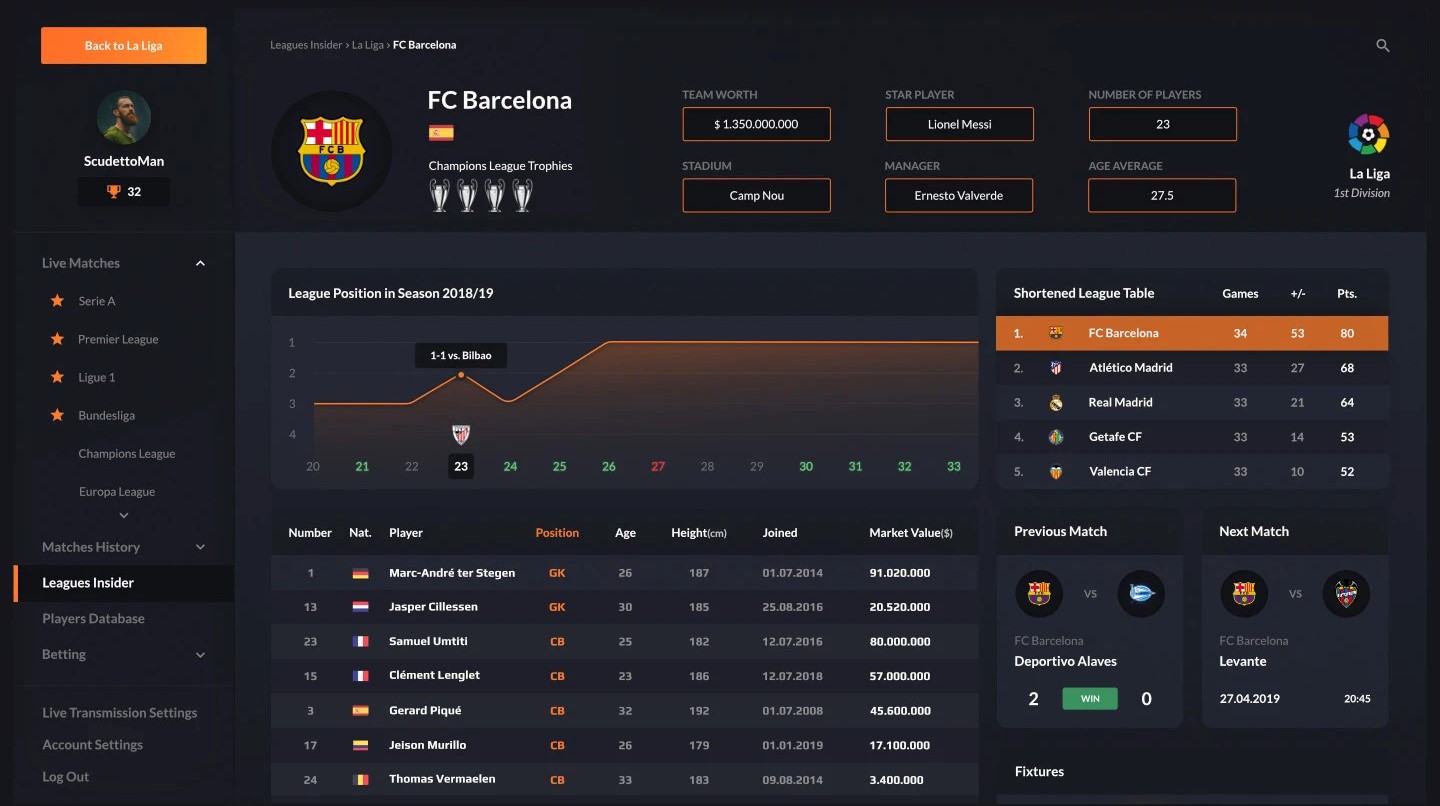 Back to La Liga
ScudettoMan
32
Live Matches
Serie A
Premier League
Ligue 1
Bundesliga
Champions League
Europa League
Matches History
Leagues Insider
Players Database
Betting
Live Transmission Settings
Account Settings
Log Out
Leagues Insider › La Liga › FC Barcelona
FCB
FC Barcelona
Champions League Trophies
TEAM WORTH
$ 1.350.000.000
STADIUM
Camp Nou
STAR PLAYER
Lionel Messi
MANAGER
Ernesto Valverde
NUMBER OF PLAYERS
23
AGE AVERAGE
27.5
La Liga
1st Division
League Position in Season 2018/19
1
2
3
4
1-1 vs. Bilbao
20 21 22 23 24 25 26 27 28 29 30 31 32 33
Shortened League Table Games +/- Pts.
1. FC Barcelona 34 53 80
2. Atlético Madrid 33 27 68
3. Real Madrid 33 21 64
4. Getafe CF 33 14 53
5. Valencia CF 33 10 52
Number Nat. Player Position Age Height(cm) Joined Market Value($)
1 Marc-André ter Stegen GK 26 187 01.07.2014 91.020.000
13 Jasper Cillessen GK 30 185 25.08.2016 20.520.000
23 Samuel Umtiti CB 25 182 12.07.2016 80.000.000
15 Clément Lenglet CB 23 186 12.07.2018 57.000.000
3 Gerard Piqué CB 32 192 01.07.2008 45.600.000
17 Jeison Murillo CB 26 179 01.01.2019 17.100.000
24 Thomas Vermaelen CB 33 183 09.08.2014 3.400.000
Previous Match
VS
FC Barcelona
Deportivo Alaves
2 WIN 0
Next Match
VS
FC Barcelona
Levante
27.04.2019 20:45
Fixtures